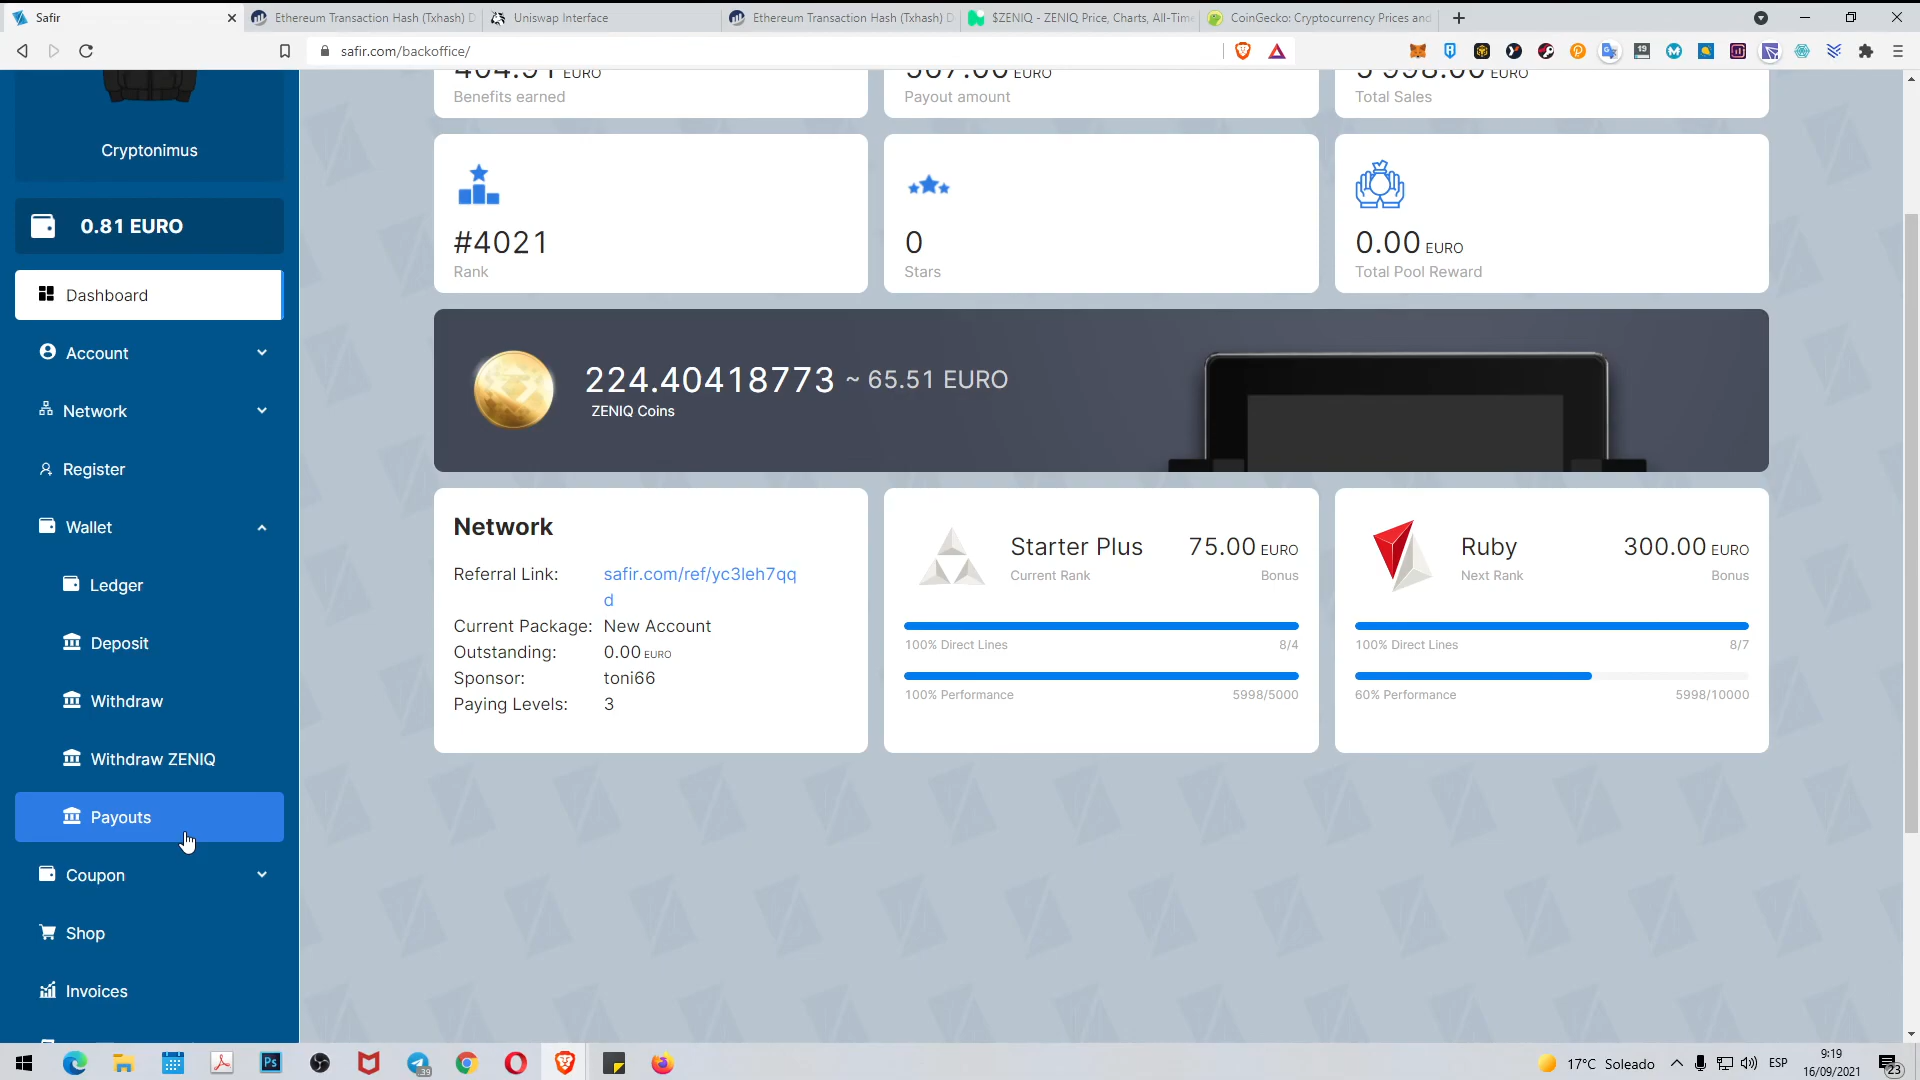 Safir
Ethereum Transaction Hash (Txhash) D
Uniswap Interface
Ethereum Transaction Hash (Txhash) D
$ZENIQ - ZENIQ Price, Charts, All-Time
CoinGecko: Cryptocurrency Prices and
safir.com/backoffice/
Cryptonimus
0.81 EURO
Dashboard
Account
Network
Register
Wallet
Ledger
Deposit
Withdraw
Withdraw ZENIQ
Payouts
Coupon
Shop
Invoices
EURO
Benefits earned
EURO
Payout amount
EURO
Total Sales
#4021
Rank
0
Stars
0.00 EURO
Total Pool Reward
224.40418773 ~ 65.51 EURO
ZENIQ Coins
Network
Referral Link: safir.com/ref/yc3leh7qq
d
Current Package: New Account
Outstanding: 0.00 EURO
Sponsor: toni66
Paying Levels: 3
Starter Plus 75.00 EURO
Current Rank Bonus
100% Direct Lines 8/4
100% Performance 5998/5000
Ruby 300.00 EURO
Next Rank Bonus
100% Direct Lines 8/7
60% Performance 5998/10000
17°C Soleado
ESP
9:19
16/09/2021
23
39
19
Ps